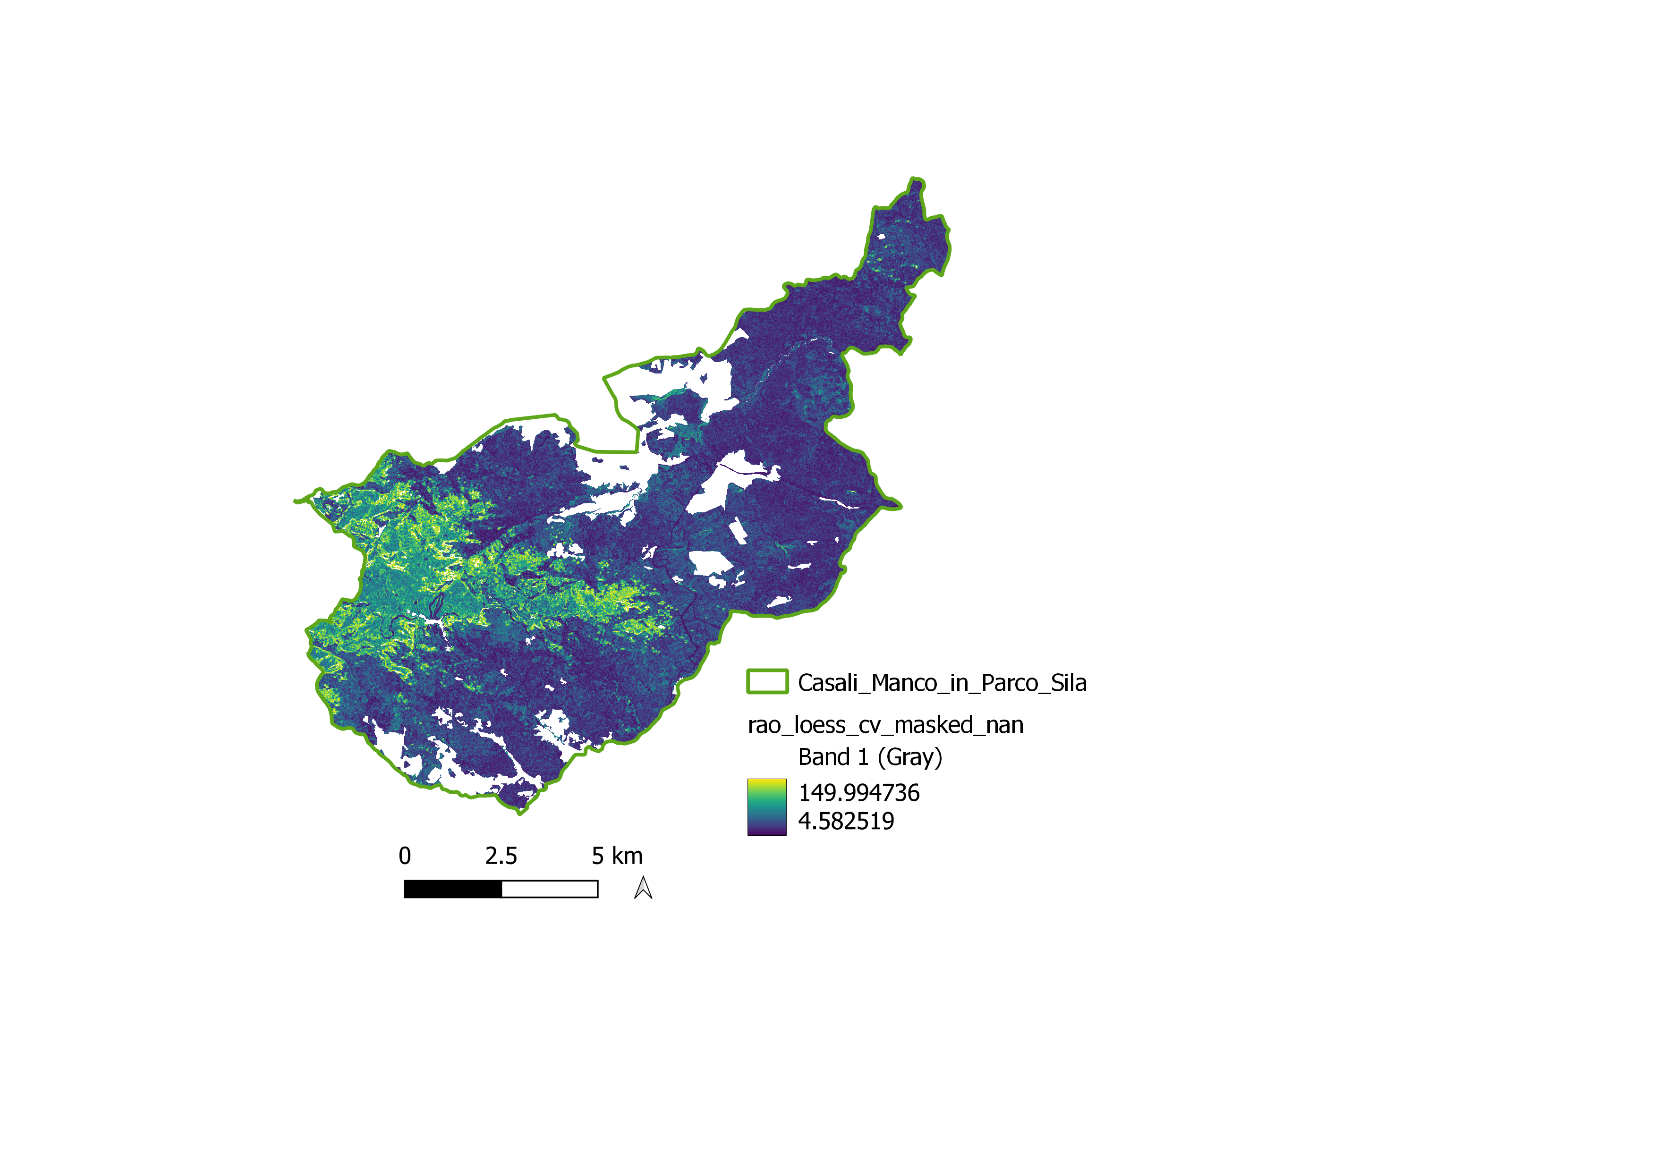 Casali_Manco_in_Parco_Sila
rao_loess_cv_masked_nan
Band 1 (Gray)
149.994736
4.582519
0 2.5 5 km